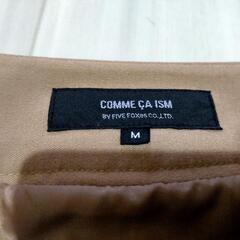 COMME ÇA ISM
BY FIVE FOXes CO.,LTD.
M